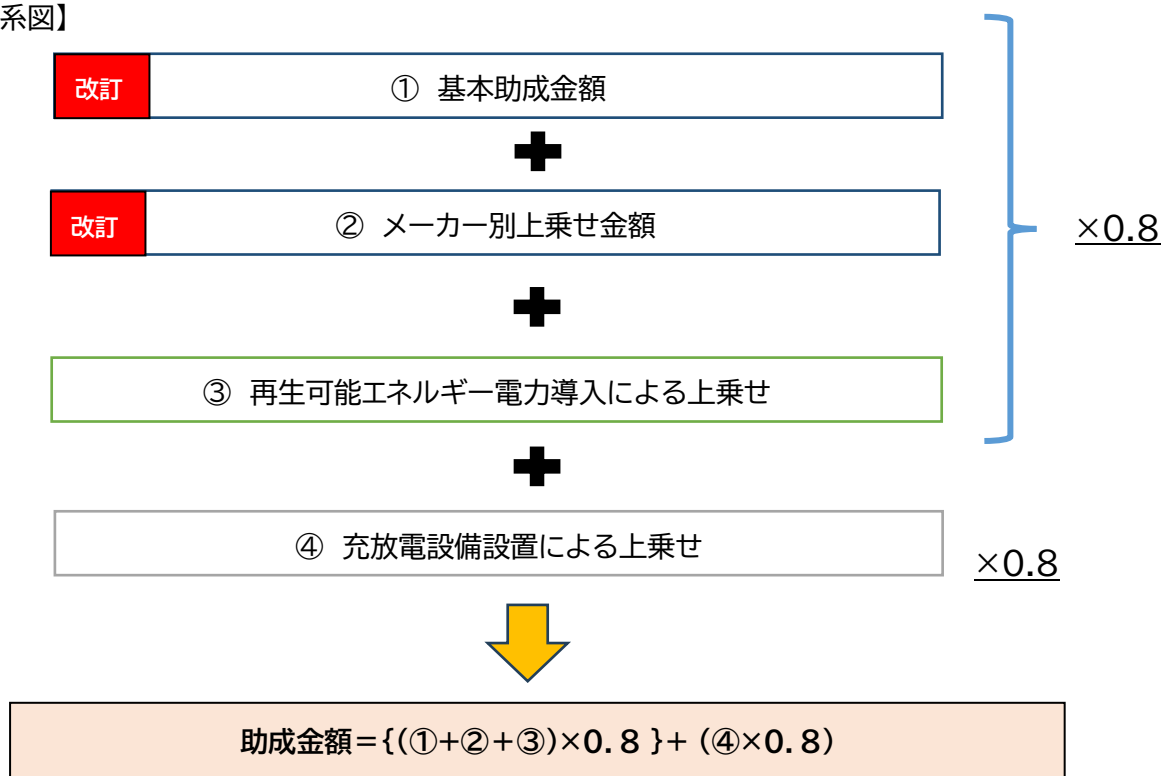 系図】
改訂 ① 基本助成金額
改訂 ② メーカー別上乗せ金額
×0.8
③ 再生可能エネルギー電力導入による上乗せ
④ 充放電設備設置による上乗せ
×0.8
助成金額={(①+②+③)×0.8}+(④×0.8)